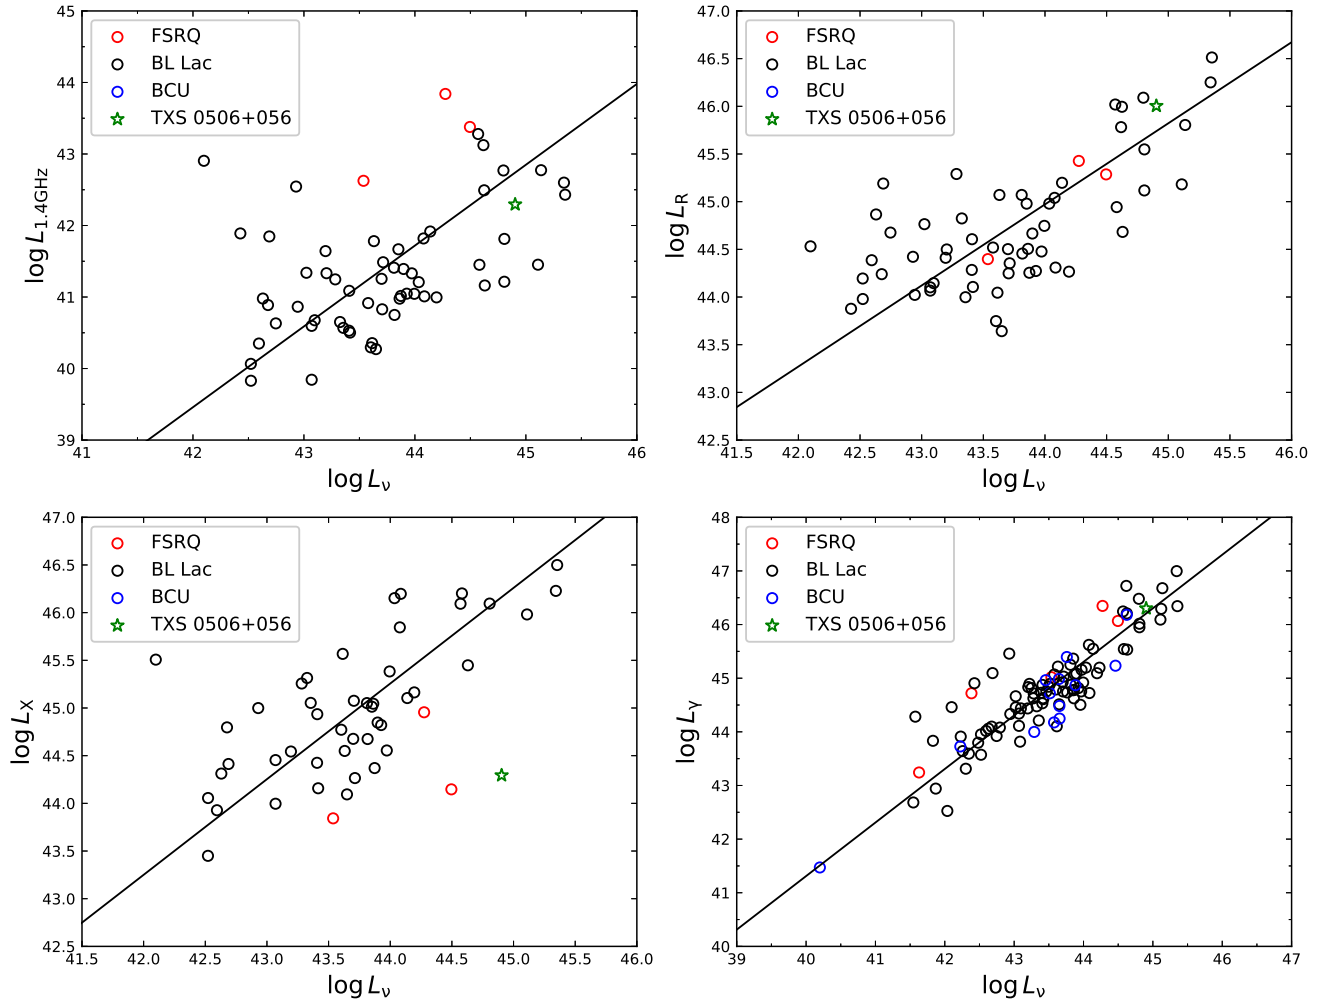 45
44
43
42
41
40
39
log L1.4GHz
FSRQ
BL Lac
BCU
TXS 0506+056
41 42 43 44 45 46
log Lν
47.0
46.5
46.0
45.5
45.0
44.5
44.0
43.5
43.0
42.5
log LR
FSRQ
BL Lac
BCU
TXS 0506+056
41.5 42.0 42.5 43.0 43.5 44.0 44.5 45.0 45.5 46.0
log Lν
47.0
46.5
46.0
45.5
45.0
44.5
44.0
43.5
43.0
42.5
log LX
FSRQ
BL Lac
BCU
TXS 0506+056
41.5 42.0 42.5 43.0 43.5 44.0 44.5 45.0 45.5 46.0
log Lν
48
47
46
45
44
43
42
41
40
log Lγ
FSRQ
BL Lac
BCU
TXS 0506+056
39 40 41 42 43 44 45 46 47
log Lν